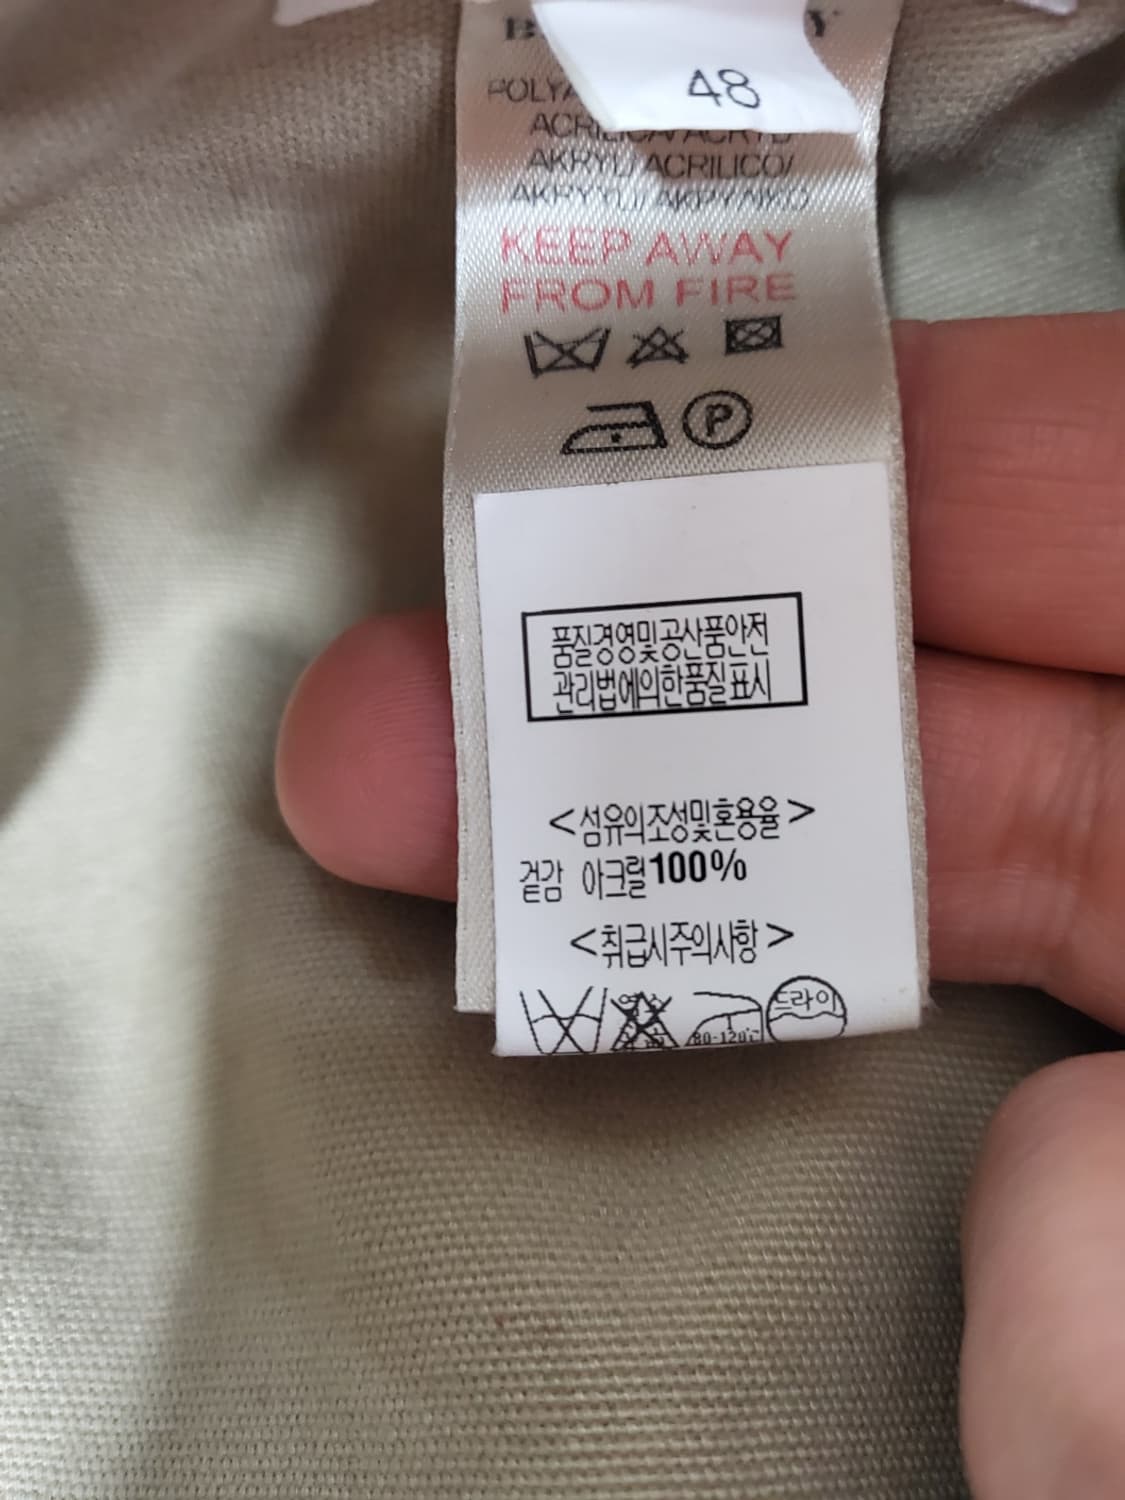 48
ACRILICA/ACRYL/
AKRYL/ACRILICO/
KEEP AWAY
FROM FIRE
P
품질경영및공산품안전
관리법에의한품질표시
<섬유의조성및혼용율>
겉감 아크릴100%
<취급시주의사항>
80-120℃
드라이